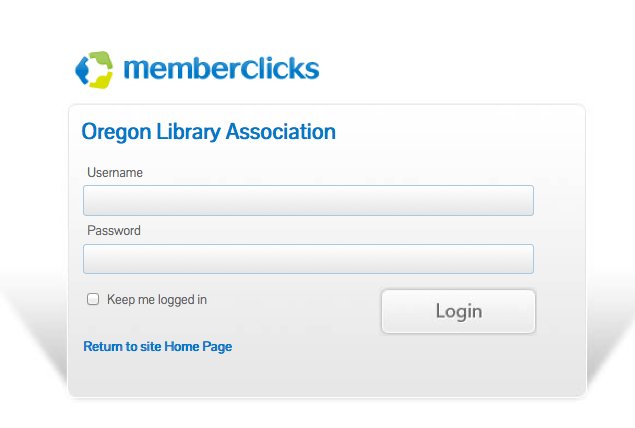 memberclicks
Oregon Library Association
Username
Password
Keep me logged in
Login
Return to site Home Page